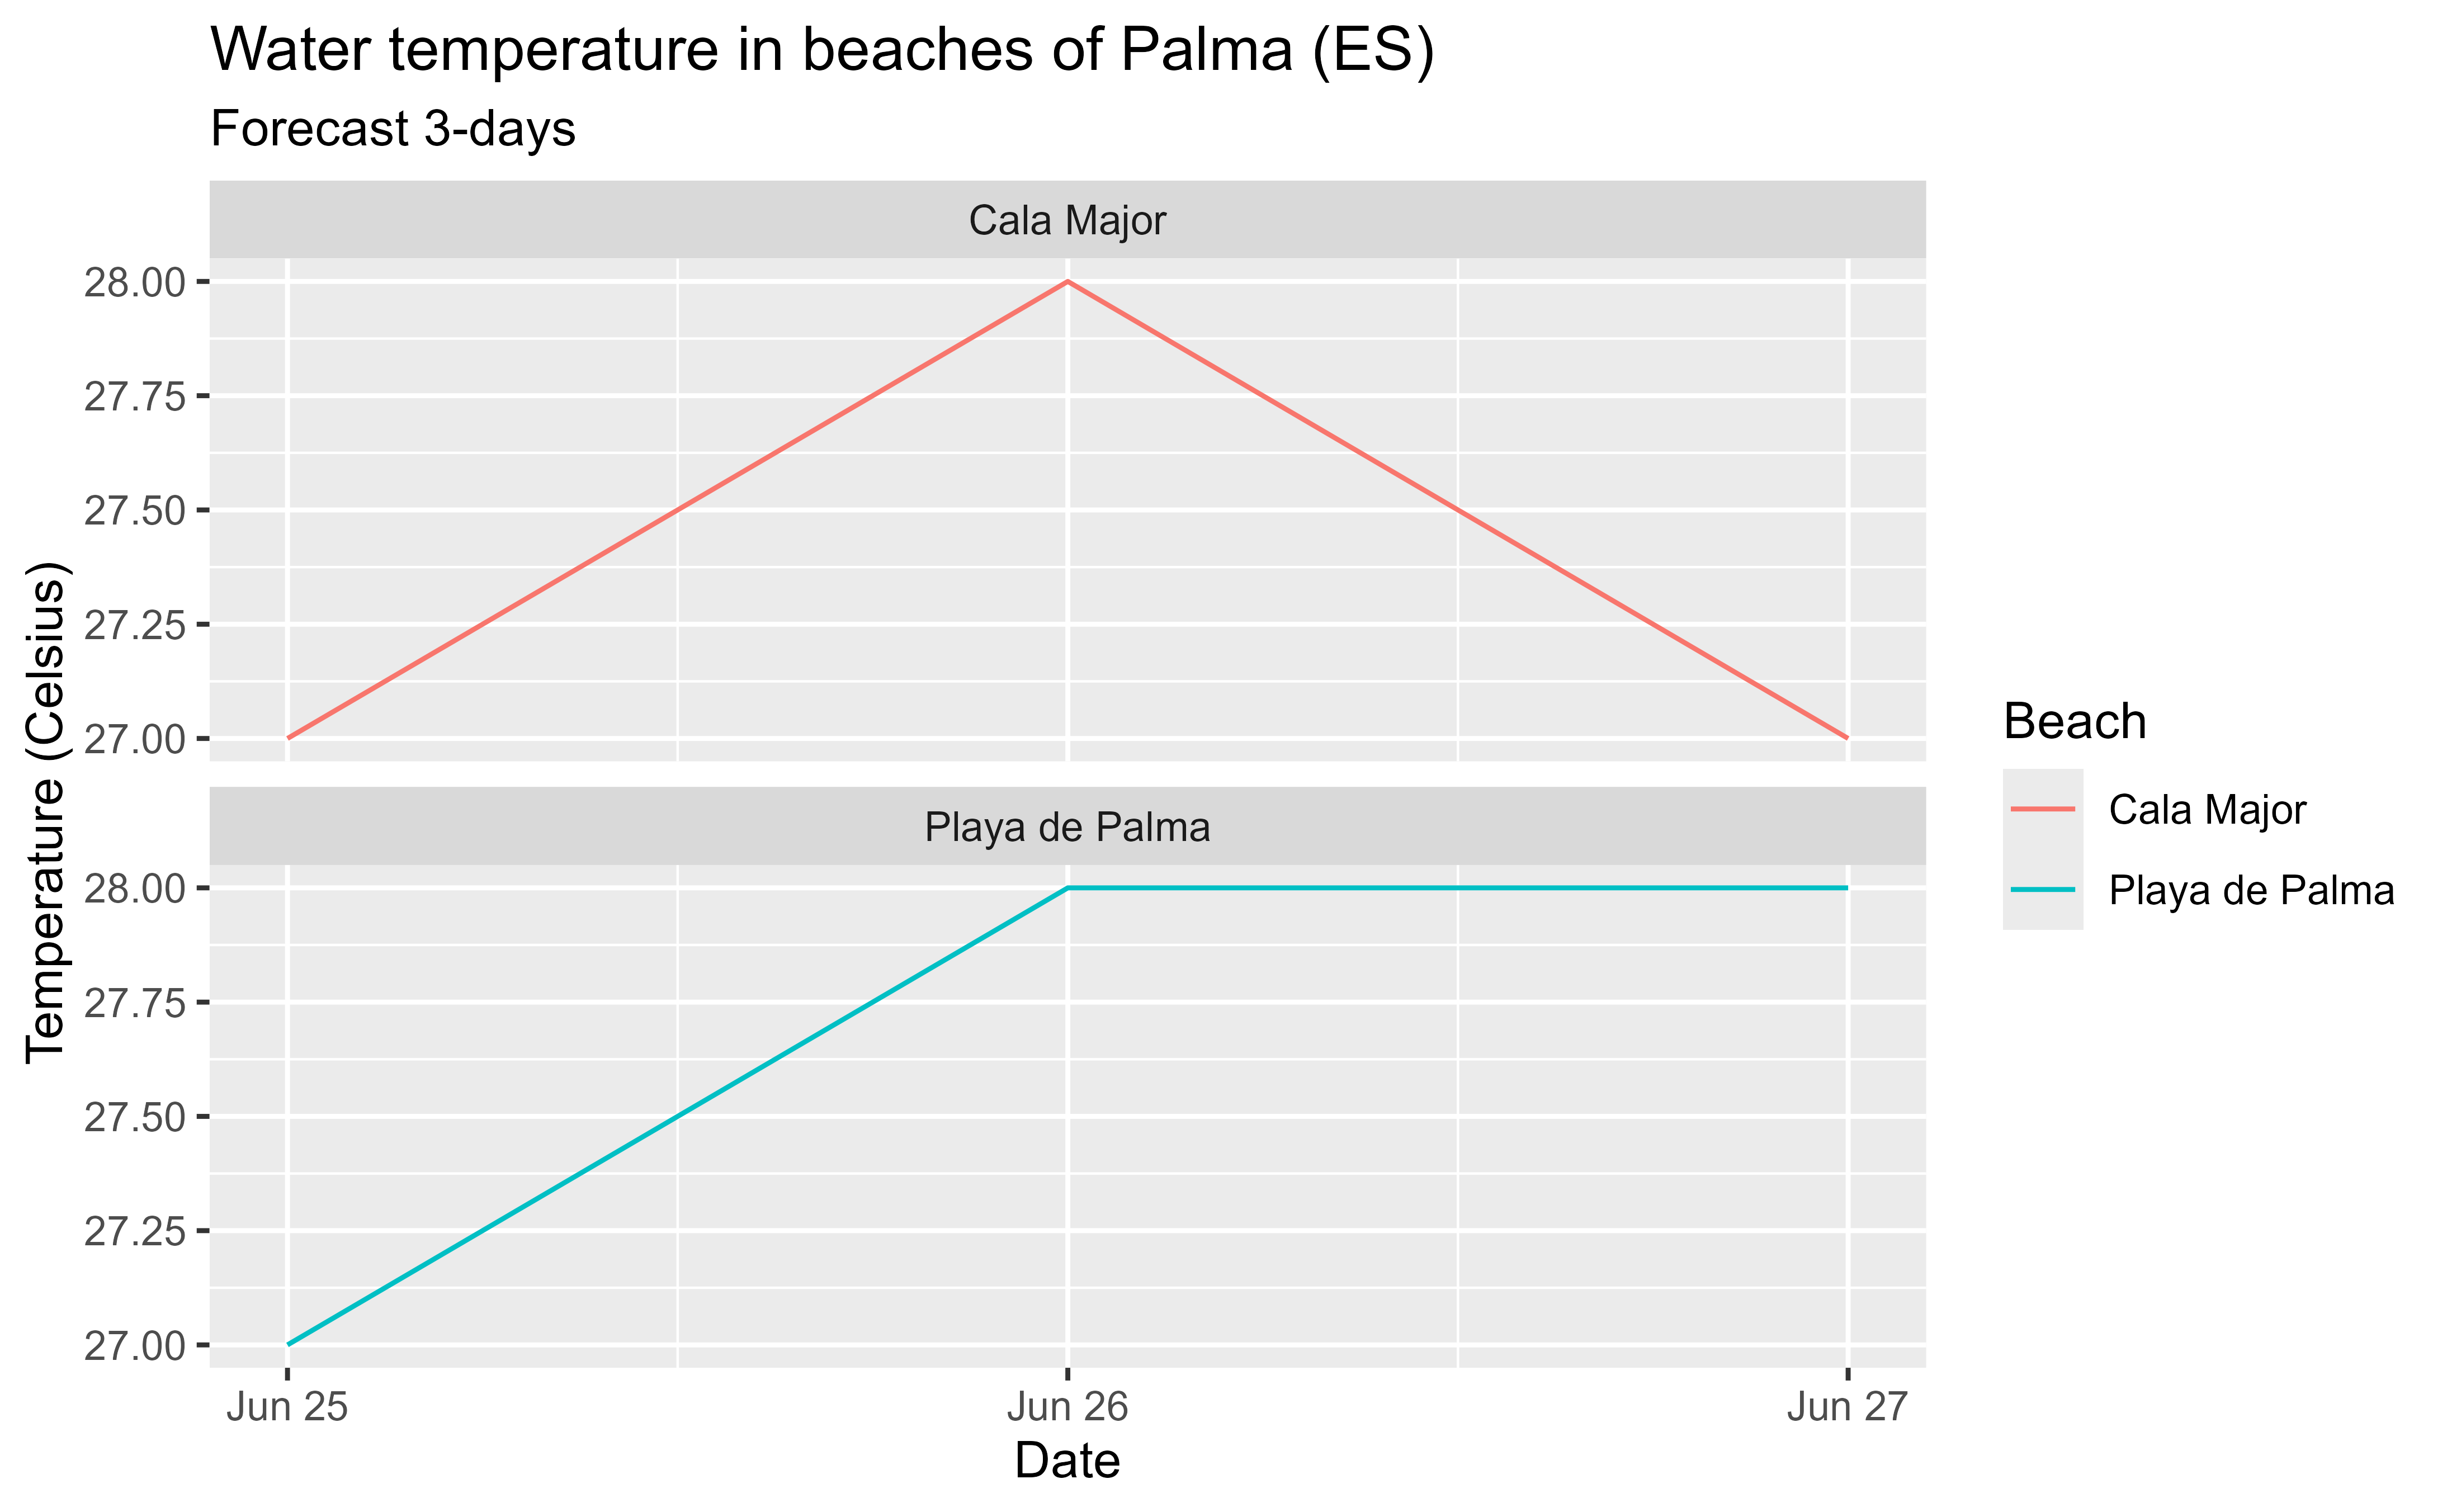 Water temperature in beaches of Palma (ES)
Forecast 3-days
Cala Major
28.00
27.75
27.50
27.25
27.00
Playa de Palma
28.00
27.75
27.50
27.25
27.00
Temperature (Celsius)
Jun 25
Jun 26
Jun 27
Date
Beach
Cala Major
Playa de Palma